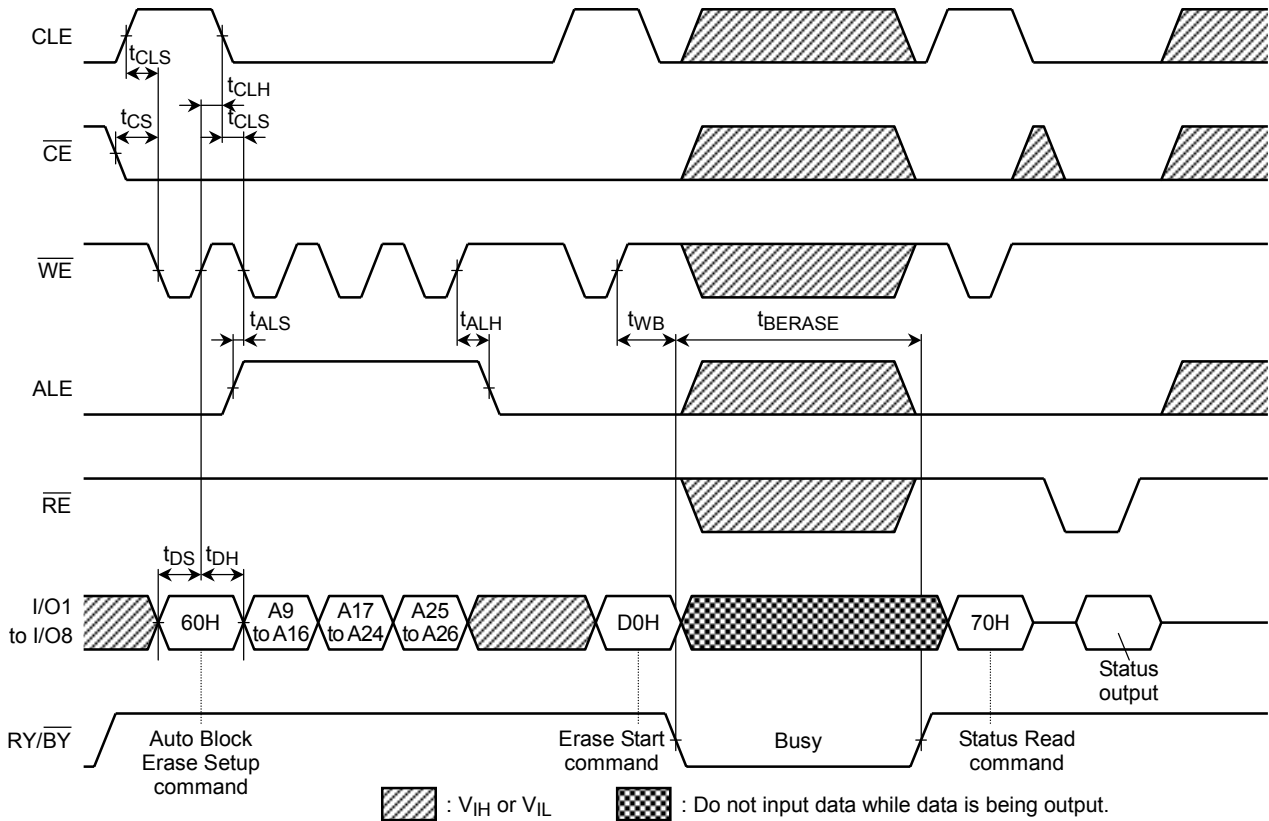 CLE
tCLS
tCLH
tCS
tCLS
CE
WE
tALS
tALH
tWB
tBERASE
ALE
RE
tDS
tDH
I/O1
to I/O8
60H
A9
to A16
A17
to A24
A25
to A26
D0H
70H
Status
output
RY/BY
Auto Block
Erase Setup
command
Erase Start
command
Busy
Status Read
command
: VIH or VIL
: Do not input data while data is being output.